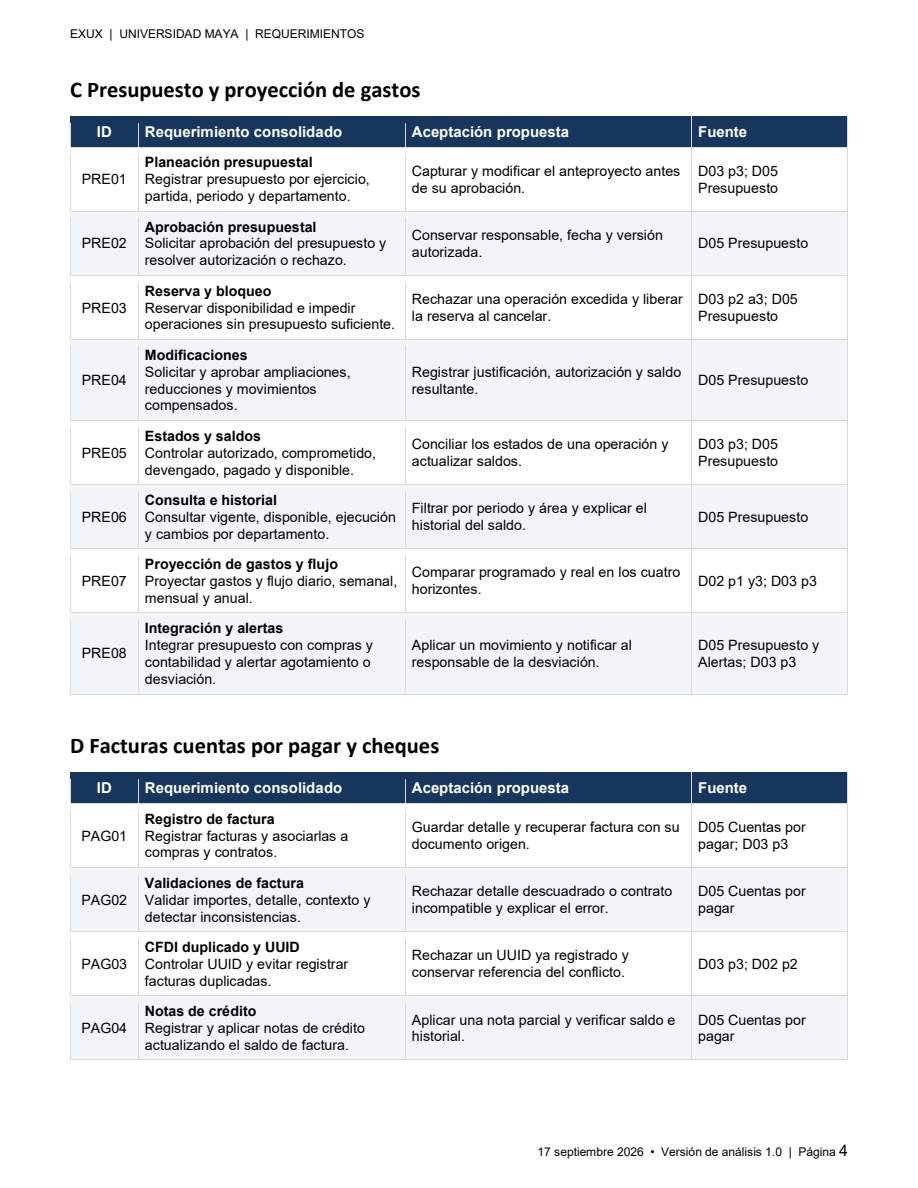 EXUX | UNIVERSIDAD MAYA | REQUERIMIENTOS
C Presupuesto y proyección de gastos
ID Requerimiento consolidado Aceptación propuesta Fuente
PRE01
Planeación presupuestal
Registrar presupuesto por ejercicio,
partida, periodo y departamento.
Capturar y modificar el anteproyecto antes
de su aprobación.
D03 p3; D05
Presupuesto
PRE02
Aprobación presupuestal
Solicitar aprobación del presupuesto y
resolver autorización o rechazo.
Conservar responsable, fecha y versión
autorizada.
D05 Presupuesto
PRE03
Reserva y bloqueo
Reservar disponibilidad e impedir
operaciones sin presupuesto suficiente.
Rechazar una operación excedida y liberar
la reserva al cancelar.
D03 p2 a3; D05
Presupuesto
PRE04
Modificaciones
Solicitar y aprobar ampliaciones,
reducciones y movimientos
compensados.
Registrar justificación, autorización y saldo
resultante.
D05 Presupuesto
PRE05
Estados y saldos
Controlar autorizado, comprometido,
devengado, pagado y disponible.
Conciliar los estados de una operación y
actualizar saldos.
D03 p3; D05
Presupuesto
PRE06
Consulta e historial
Consultar vigente, disponible, ejecución
y cambios por departamento.
Filtrar por periodo y área y explicar el
historial del saldo.
D05 Presupuesto
PRE07
Proyección de gastos y flujo
Proyectar gastos y flujo diario, semanal,
mensual y anual.
Comparar programado y real en los cuatro
horizontes.
D02 p1 y3; D03 p3
PRE08
Integración y alertas
Integrar presupuesto con compras y
contabilidad y alertar agotamiento o
desviación.
Aplicar un movimiento y notificar al
responsable de la desviación.
D05 Presupuesto y
Alertas; D03 p3
D Facturas cuentas por pagar y cheques
ID Requerimiento consolidado Aceptación propuesta Fuente
PAG01
Registro de factura
Registrar facturas y asociarlas a
compras y contratos.
Guardar detalle y recuperar factura con su
documento origen.
D05 Cuentas por
pagar; D03 p3
PAG02
Validaciones de factura
Validar importes, detalle, contexto y
detectar inconsistencias.
Rechazar detalle descuadrado o contrato
incompatible y explicar el error.
D05 Cuentas por
pagar
PAG03
CFDI duplicado y UUID
Controlar UUID y evitar registrar
facturas duplicadas.
Rechazar un UUID ya registrado y
conservar referencia del conflicto.
D03 p3; D02 p2
PAG04
Notas de crédito
Registrar y aplicar notas de crédito
actualizando el saldo de factura.
Aplicar una nota parcial y verificar saldo e
historial.
D05 Cuentas por
pagar
17 septiembre 2026 • Versión de análisis 1.0 | Página 4